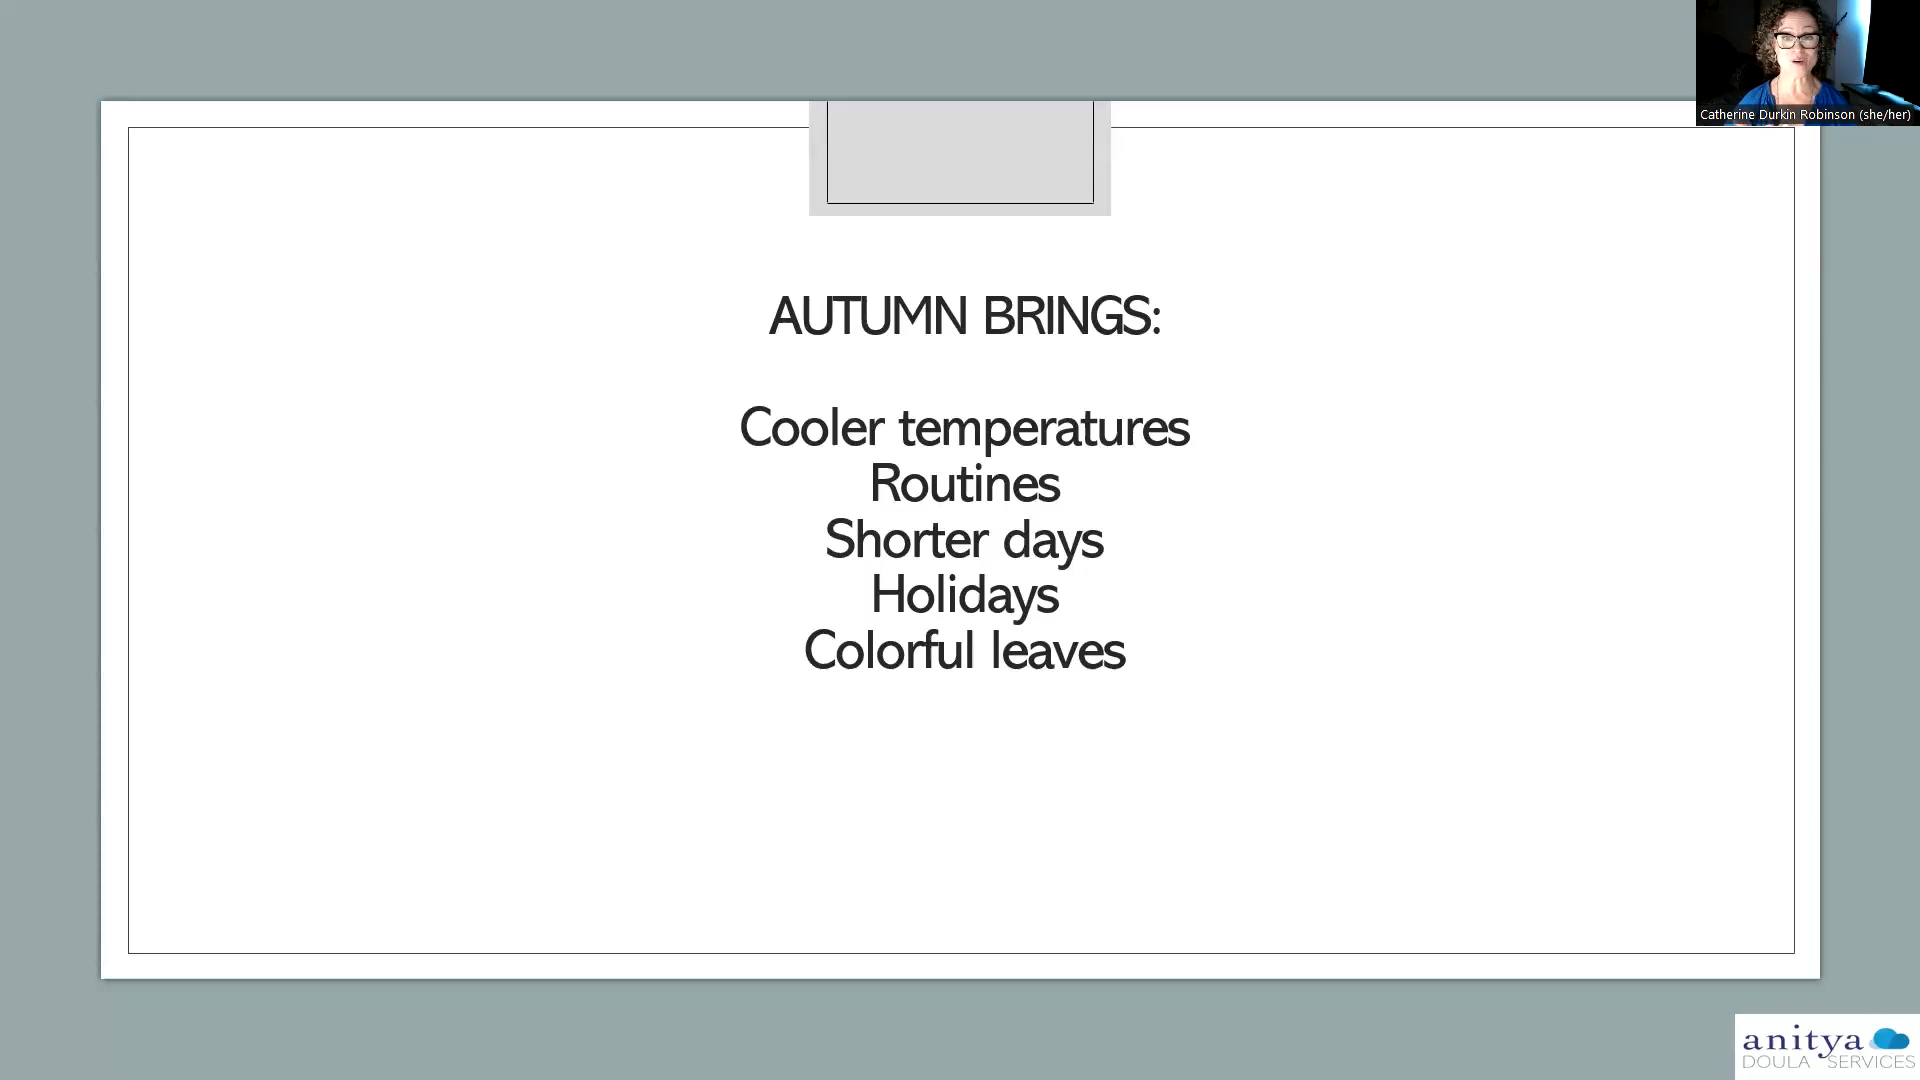 Catherine Durkin Robinson (she/her)
AUTUMN BRINGS:
Cooler temperatures
Routines
Shorter days
Holidays
Colorful leaves
anitya
DOULA SERVICES